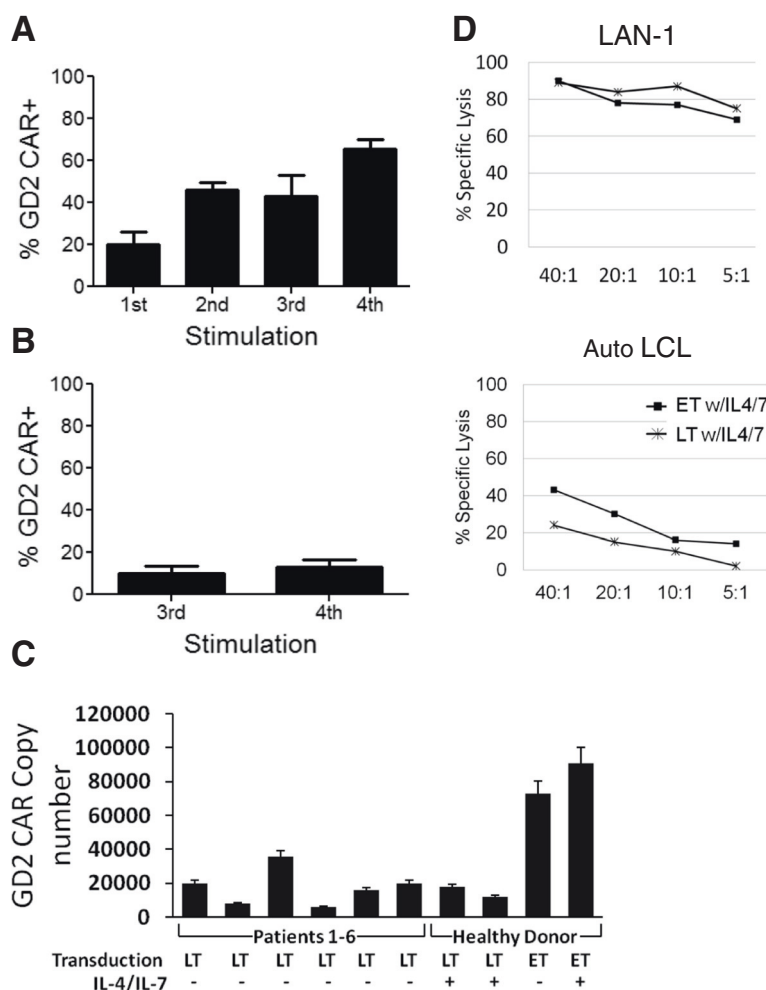 A
100
80
60
40
20
0
% GD2 CAR+
1st 2nd 3rd 4th
Stimulation
B
100
80
60
40
20
0
% GD2 CAR+
3rd 4th
Stimulation
D
LAN-1
100
80
60
40
20
0
% Specific Lysis
40:1 20:1 10:1 5:1
Auto LCL
100
80
60
40
20
0
% Specific Lysis
ET w/IL4/7
LT w/IL4/7
40:1 20:1 10:1 5:1
C
GD2 CAR Copy
number
120000
100000
80000
60000
40000
20000
0
Patients 1-6 Healthy Donor
Transduction LT LT LT LT LT LT LT LT ET ET
IL-4/IL-7 - - - - - - + + - +